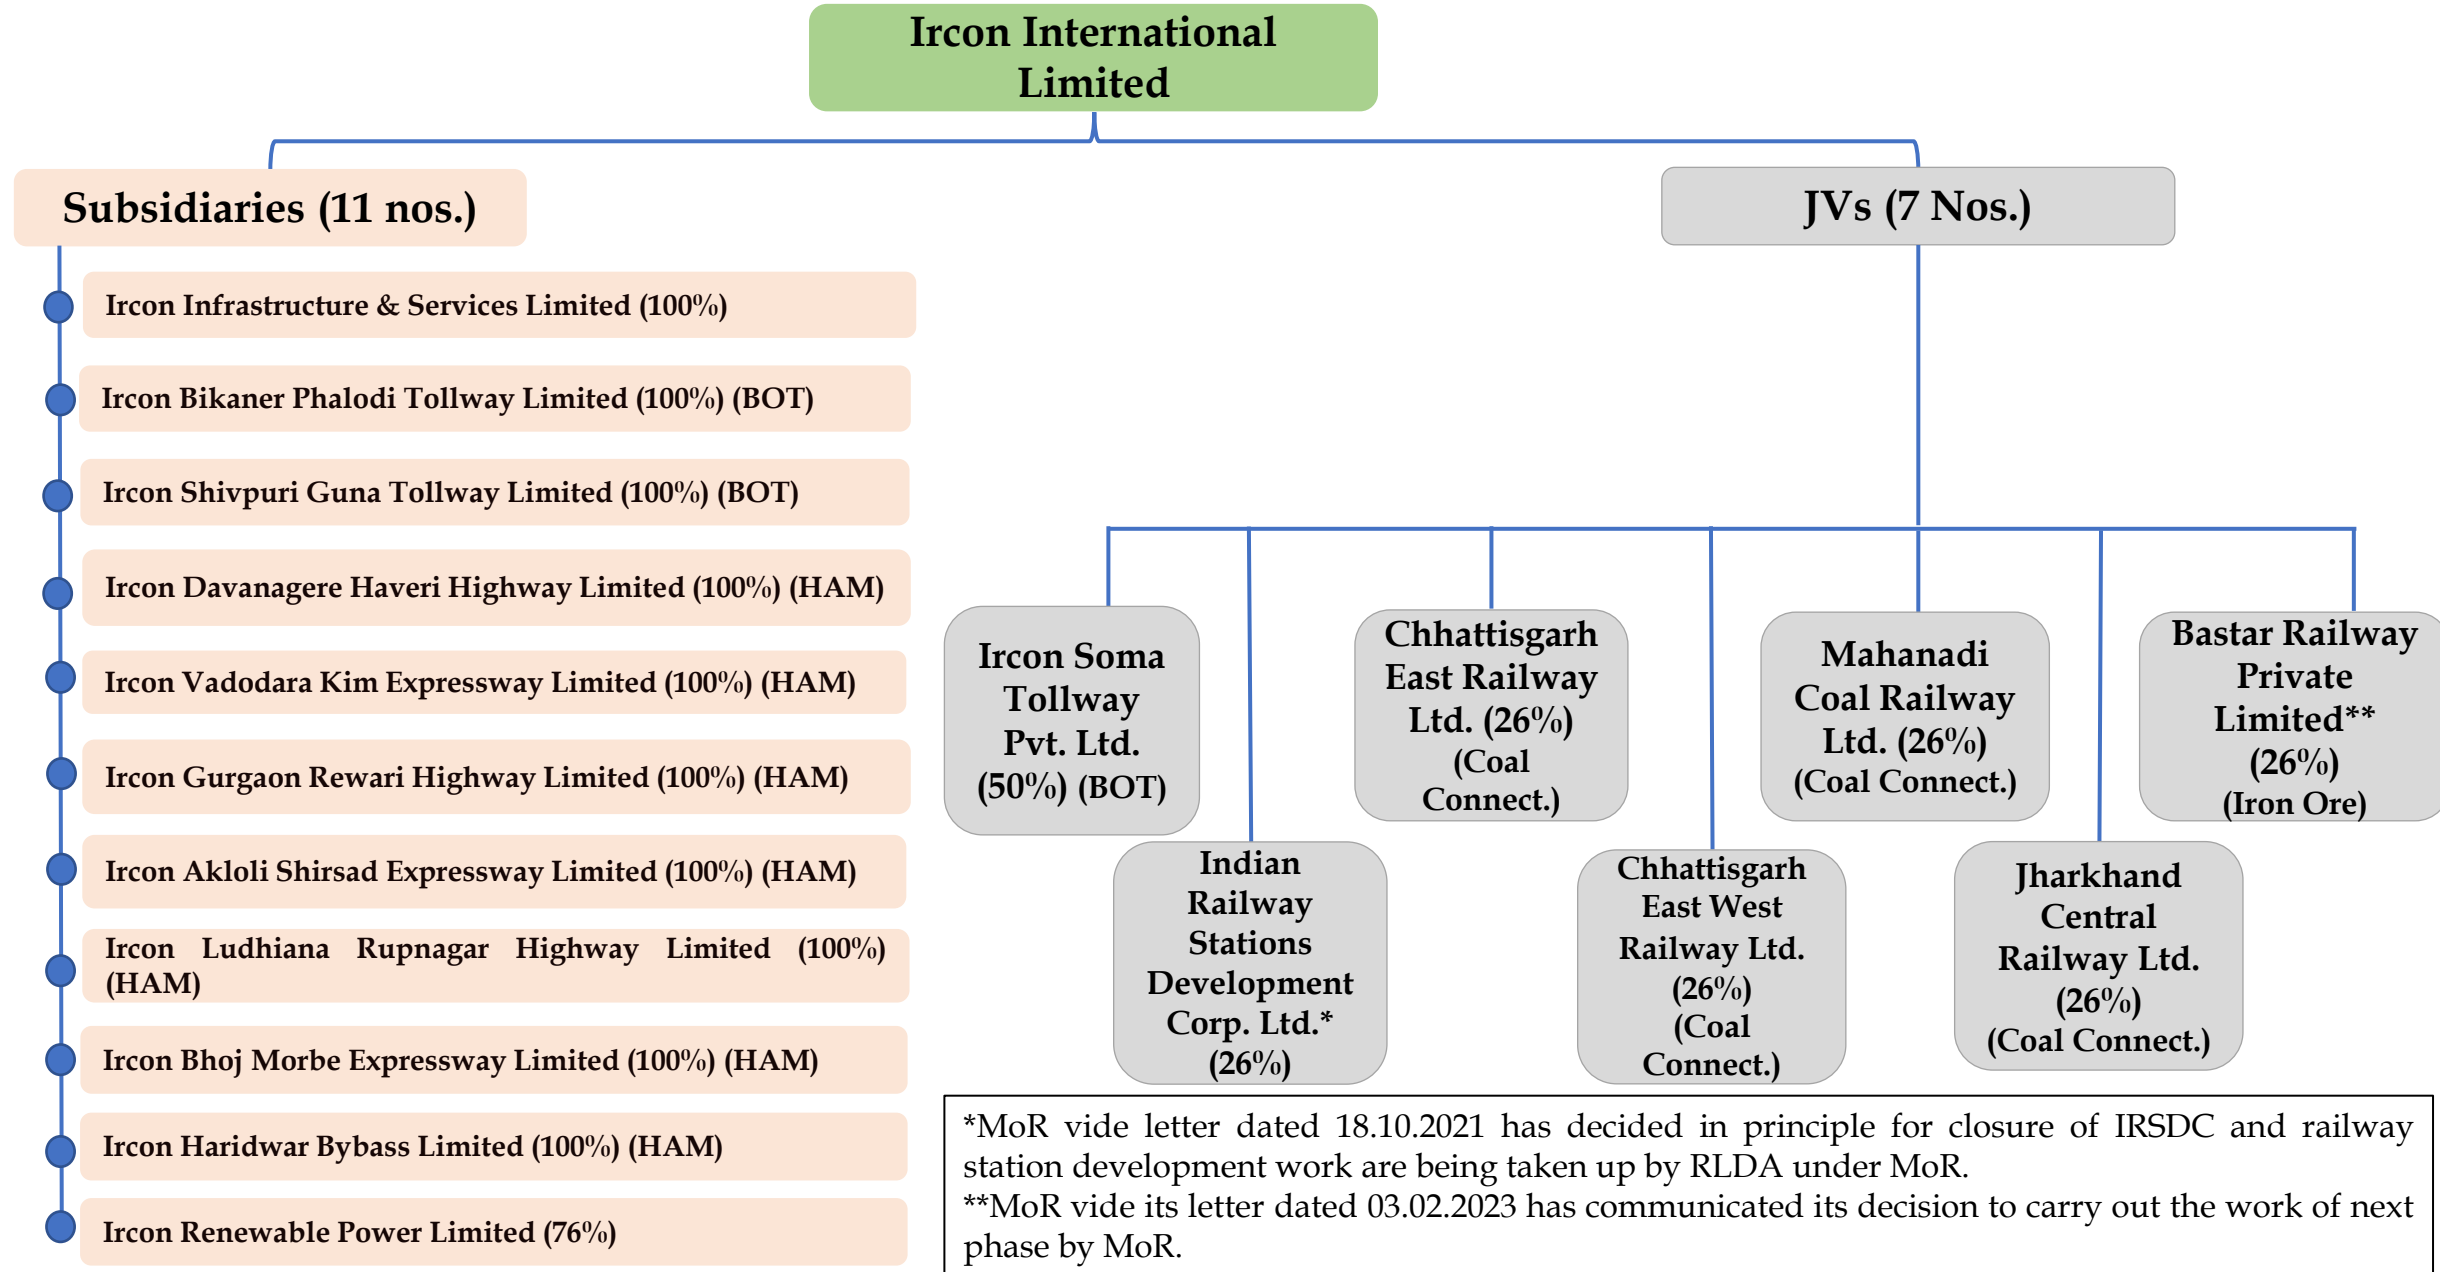 Ircon International
Limited
Subsidiaries (11 nos.)
Ircon Infrastructure & Services Limited (100%)
Ircon Bikaner Phalodi Tollway Limited (100%) (BOT)
Ircon Shivpuri Guna Tollway Limited (100%) (BOT)
Ircon Davanagere Haveri Highway Limited (100%) (HAM)
Ircon Vadodara Kim Expressway Limited (100%) (HAM)
Ircon Gurgaon Rewari Highway Limited (100%) (HAM)
Ircon Akloli Shirsad Expressway Limited (100%) (HAM)
Ircon Ludhiana Rupnagar Highway Limited (100%)
(HAM)
Ircon Bhoj Morbe Expressway Limited (100%) (HAM)
Ircon Haridwar Bybass Limited (100%) (HAM)
Ircon Renewable Power Limited (76%)
JVs (7 Nos.)
Ircon Soma
Tollway
Pvt. Ltd.
(50%) (BOT)
Indian
Railway
Stations
Development
Corp. Ltd.*
(26%)
Chhattisgarh
East Railway
Ltd. (26%)
(Coal
Connect.)
Chhattisgarh
East West
Railway Ltd.
(26%)
(Coal
Connect.)
Mahanadi
Coal Railway
Ltd. (26%)
(Coal Connect.)
Jharkhand
Central
Railway Ltd.
(26%)
(Coal Connect.)
Bastar Railway
Private
Limited**
(26%)
(Iron Ore)
*MoR vide letter dated 18.10.2021 has decided in principle for closure of IRSDC and railway
station development work are being taken up by RLDA under MoR.
**MoR vide its letter dated 03.02.2023 has communicated its decision to carry out the work of next
phase by MoR.